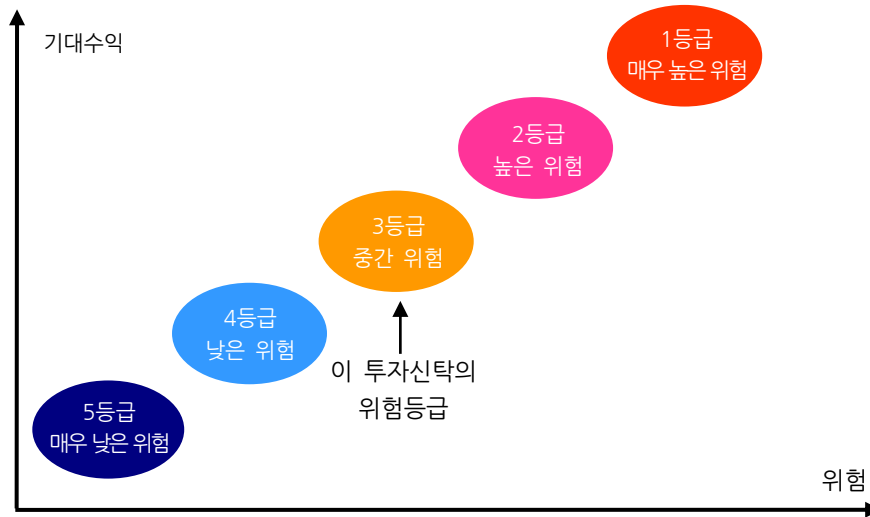 기대수익
1등급
매우 높은 위험
2등급
높은 위험
3등급
중간 위험
4등급
낮은 위험
이 투자신탁의
위험등급
5등급
매우 낮은 위험
위험